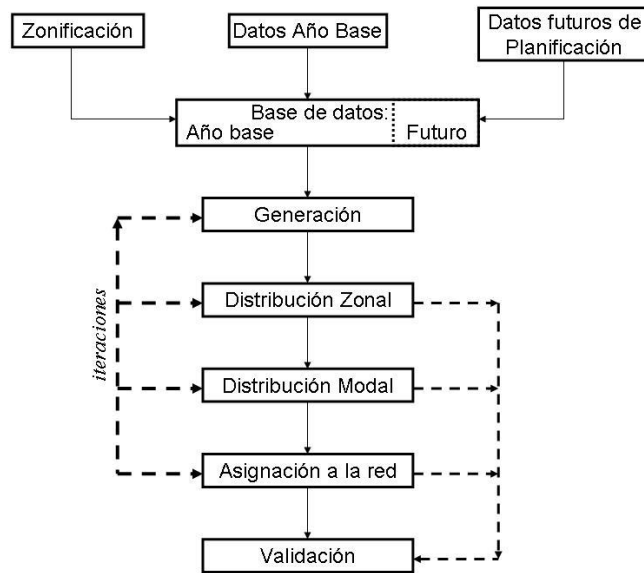 Zonificación
Datos Año Base
Datos futuros de
Planificación
Base de datos:
Año base
Futuro
Generación
iteraciones
Distribución Zonal
Distribución Modal
Asignación a la red
Validación